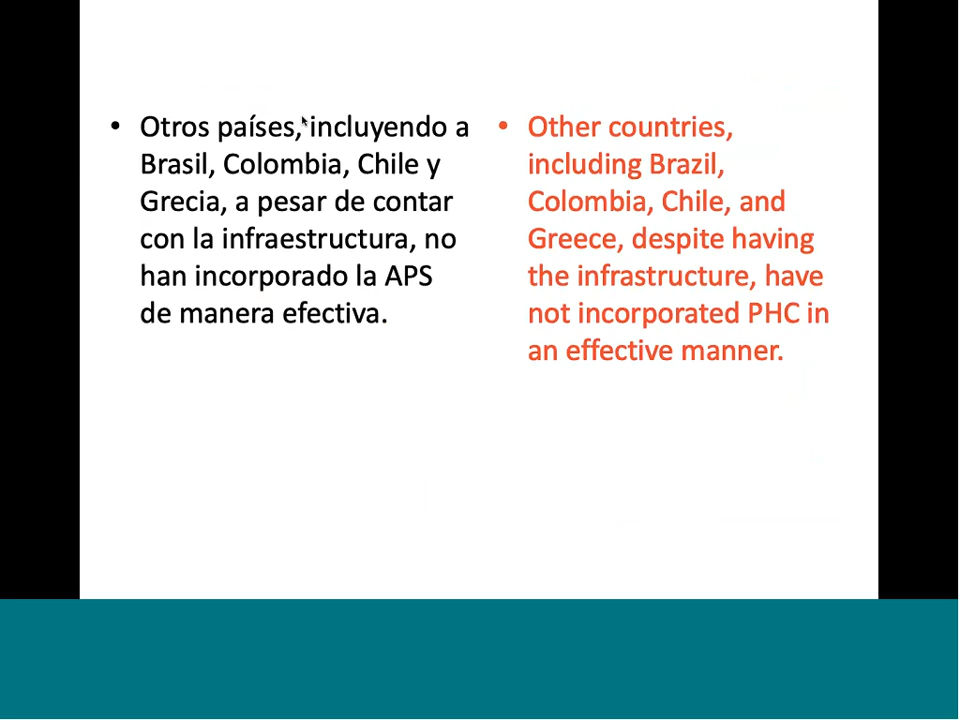 • Otros países, incluyendo a
Brasil, Colombia, Chile y
Grecia, a pesar de contar
con la infraestructura, no
han incorporado la APS
de manera efectiva.
• Other countries,
including Brazil,
Colombia, Chile, and
Greece, despite having
the infrastructure, have
not incorporated PHC in
an effective manner.